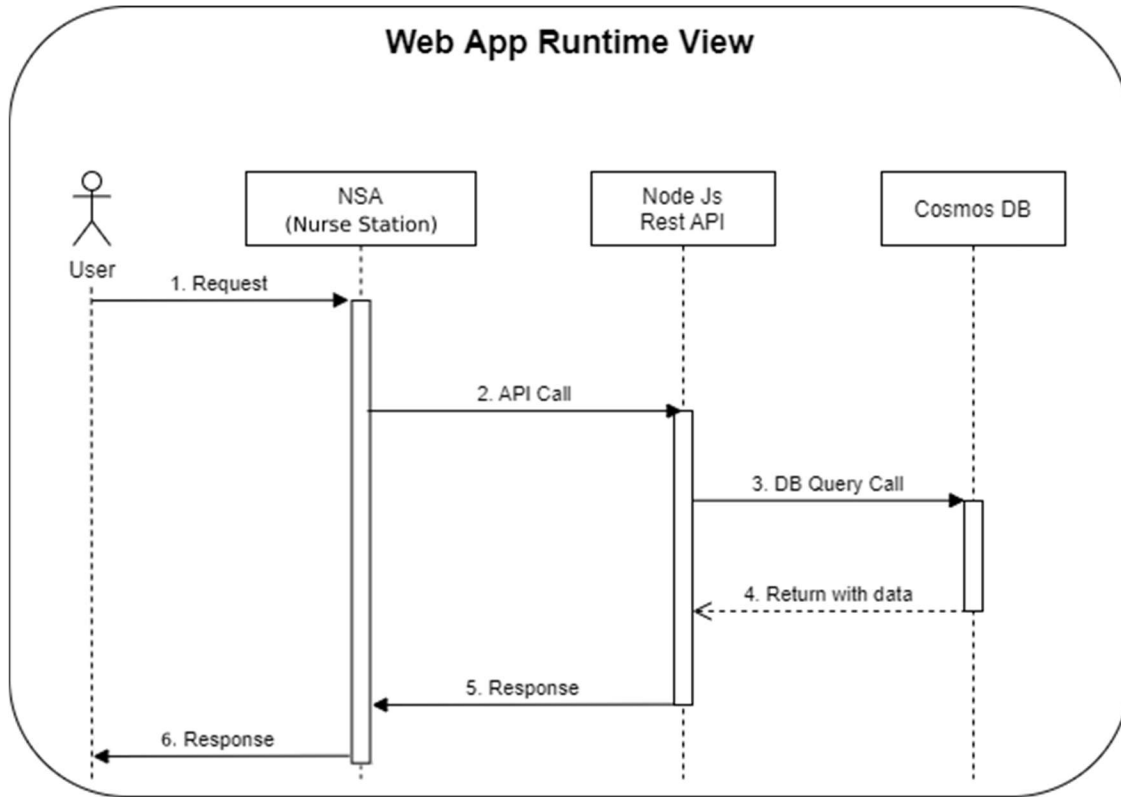 Web App Runtime View
NSA
(Nurse Station)
Node Js
Rest API
Cosmos DB
User
1. Request
2. API Call
3. DB Query Call
4. Return with data
5. Response
6. Response